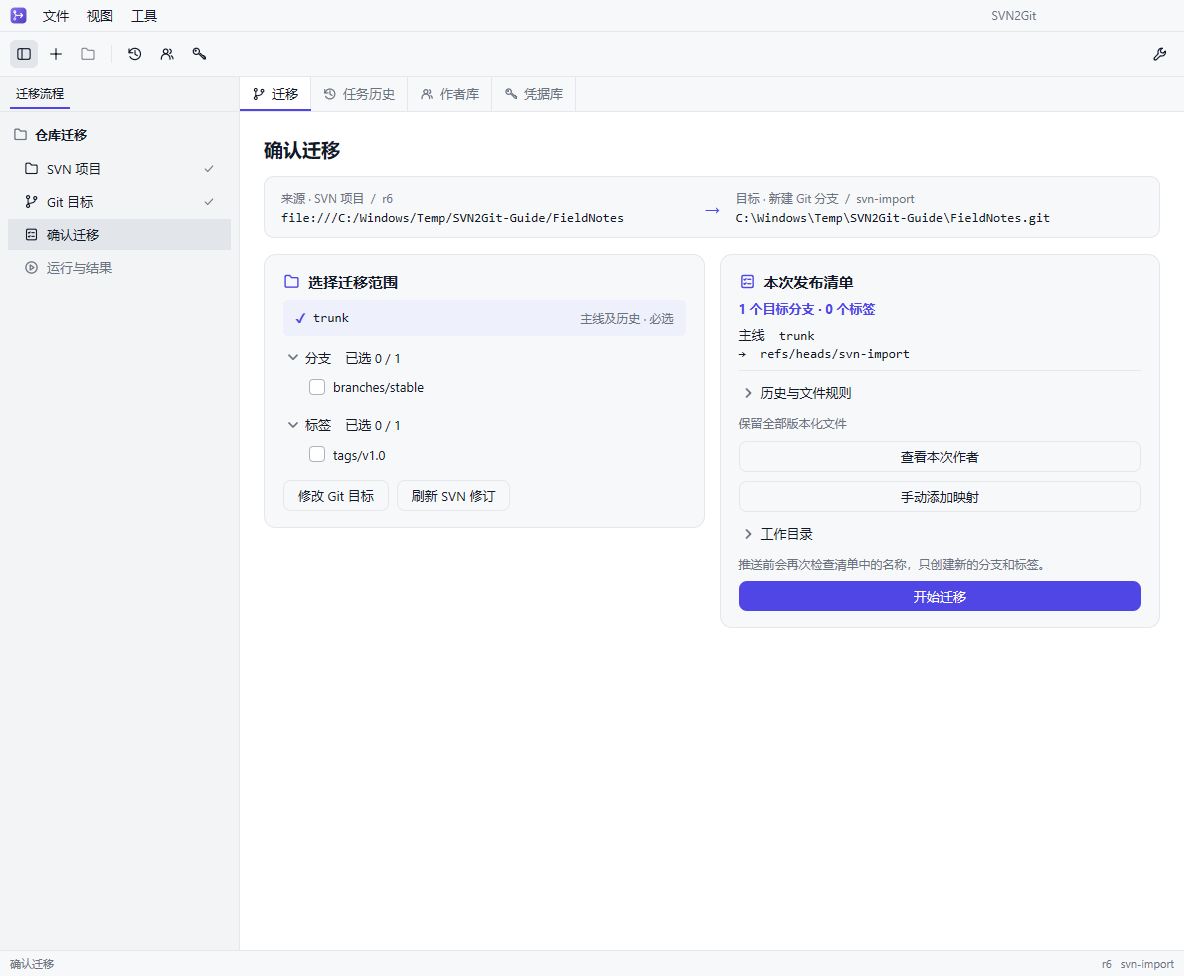 文件 视图 工具 SVN2Git
迁移流程
迁移 任务历史 作者库 凭据库
仓库迁移
SVN 项目
Git 目标
确认迁移
运行与结果
确认迁移
来源 · SVN 项目 / r6
file:///C:/Windows/Temp/SVN2Git-Guide/FieldNotes
→
目标 · 新建 Git 分支 / svn-import
C:\Windows\Temp\SVN2Git-Guide\FieldNotes.git
选择迁移范围
✓ trunk 主线及历史 · 必选
分支 已选 0 / 1
branches/stable
标签 已选 0 / 1
tags/v1.0
修改 Git 目标 刷新 SVN 修订
本次发布清单
1 个目标分支 · 0 个标签
主线 trunk
→ refs/heads/svn-import
历史与文件规则
保留全部版本化文件
查看本次作者
手动添加映射
工作目录
推送前会再次检查清单中的名称，只创建新的分支和标签。
开始迁移
确认迁移 r6 svn-import